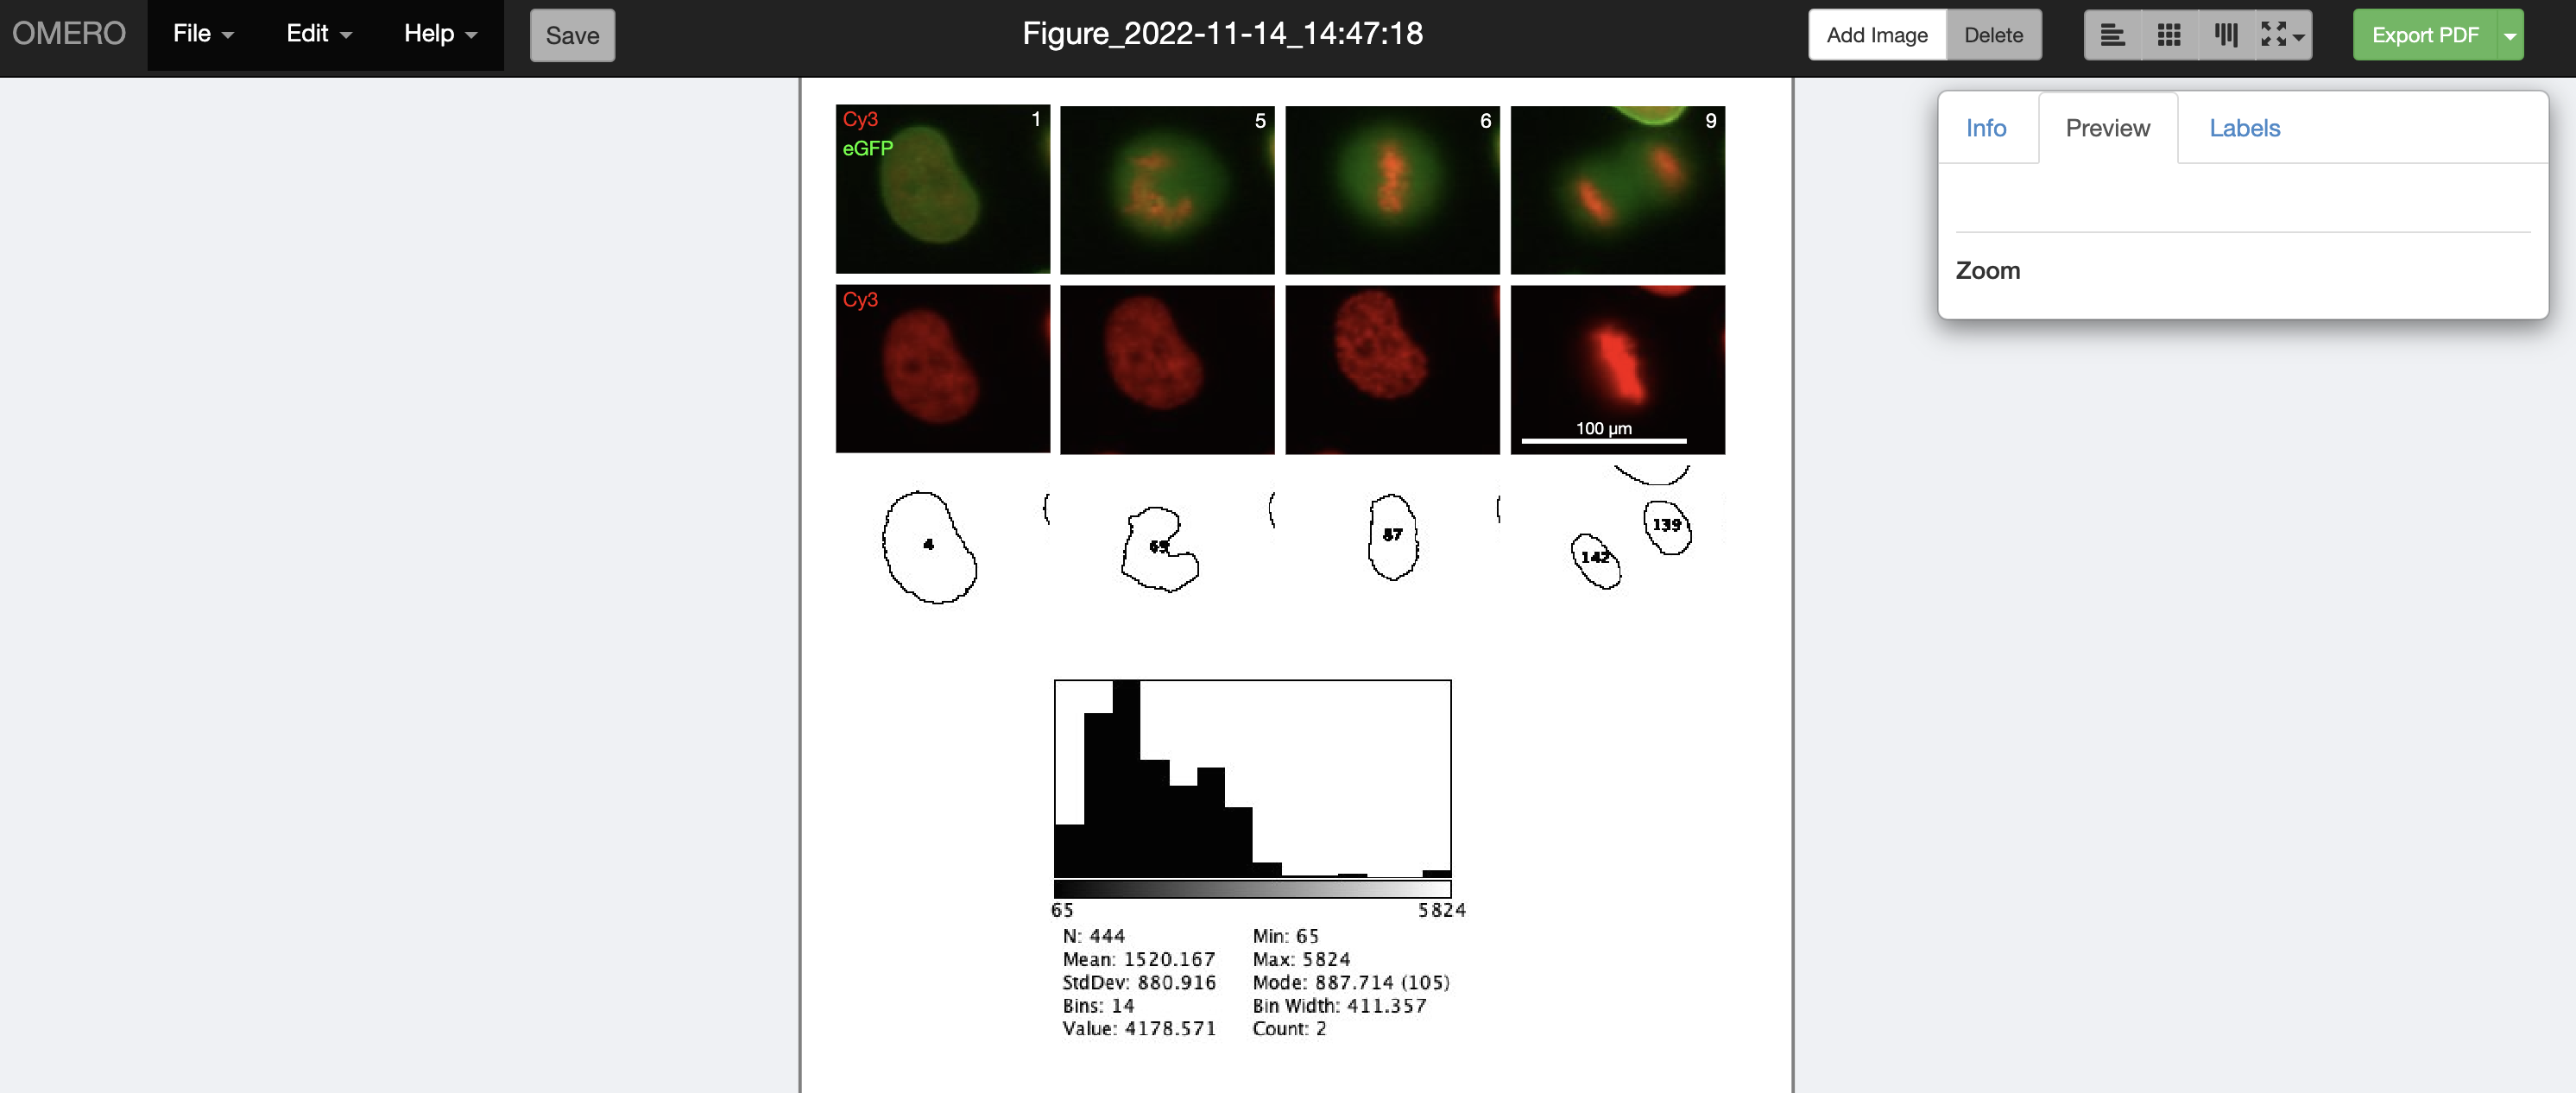 OMERO File Edit Help Save Figure_2022-11-14_14:47:18 Add Image Delete Export PDF
Info Preview Labels
Zoom
Cy3 1 5 6 9
eGFP
Cy3
100 µm
4 69 87 142 139
65 5824
N: 444 Min: 65
Mean: 1520.167 Max: 5824
StdDev: 880.916 Mode: 887.714 (105)
Bins: 14 Bin Width: 411.357
Value: 4178.571 Count: 2